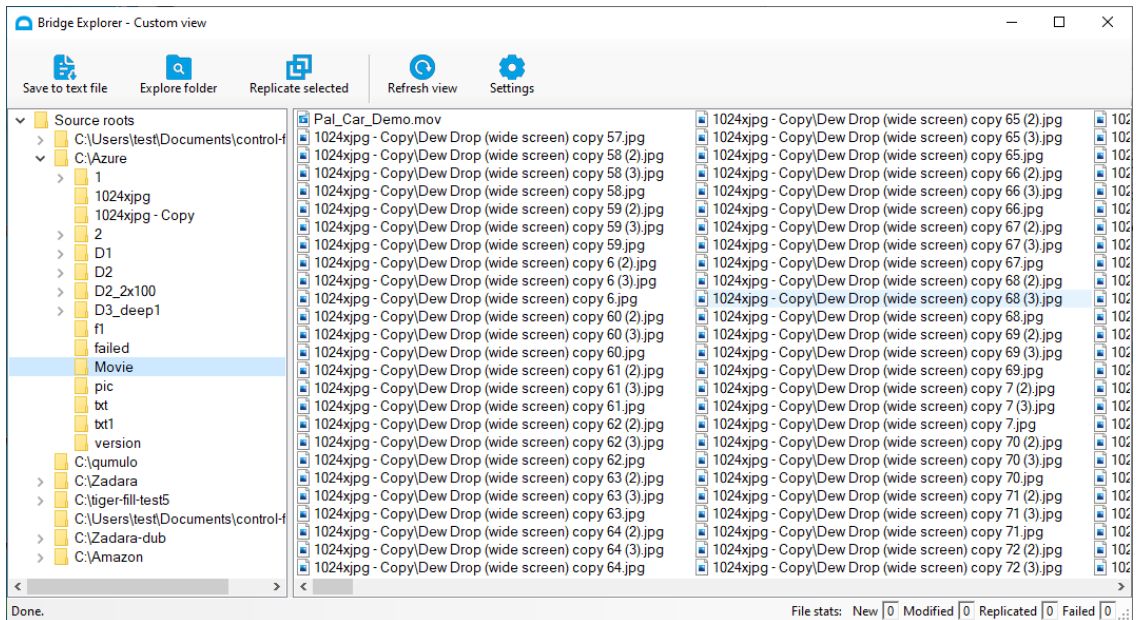 Bridge Explorer - Custom view
Save to text file
Explore folder
Replicate selected
Refresh view
Settings
Source roots
C:\Users\test\Documents\control-f
C:\Azure
1
1024xjpg
1024xjpg - Copy
2
D1
D2
D2_2x100
D3_deep1
f1
failed
Movie
pic
txt
txt1
version
C:\qumulo
C:\Zadara
C:\tiger-fill-test5
C:\Users\test\Documents\control-f
C:\Zadara-dub
C:\Amazon
Pal_Car_Demo.mov
1024xjpg - Copy\Dew Drop (wide screen) copy 57.jpg
1024xjpg - Copy\Dew Drop (wide screen) copy 58 (2).jpg
1024xjpg - Copy\Dew Drop (wide screen) copy 58 (3).jpg
1024xjpg - Copy\Dew Drop (wide screen) copy 58.jpg
1024xjpg - Copy\Dew Drop (wide screen) copy 59 (2).jpg
1024xjpg - Copy\Dew Drop (wide screen) copy 59 (3).jpg
1024xjpg - Copy\Dew Drop (wide screen) copy 59.jpg
1024xjpg - Copy\Dew Drop (wide screen) copy 6 (2).jpg
1024xjpg - Copy\Dew Drop (wide screen) copy 6 (3).jpg
1024xjpg - Copy\Dew Drop (wide screen) copy 6.jpg
1024xjpg - Copy\Dew Drop (wide screen) copy 60 (2).jpg
1024xjpg - Copy\Dew Drop (wide screen) copy 60 (3).jpg
1024xjpg - Copy\Dew Drop (wide screen) copy 60.jpg
1024xjpg - Copy\Dew Drop (wide screen) copy 61 (2).jpg
1024xjpg - Copy\Dew Drop (wide screen) copy 61 (3).jpg
1024xjpg - Copy\Dew Drop (wide screen) copy 61.jpg
1024xjpg - Copy\Dew Drop (wide screen) copy 62 (2).jpg
1024xjpg - Copy\Dew Drop (wide screen) copy 62 (3).jpg
1024xjpg - Copy\Dew Drop (wide screen) copy 62.jpg
1024xjpg - Copy\Dew Drop (wide screen) copy 63 (2).jpg
1024xjpg - Copy\Dew Drop (wide screen) copy 63 (3).jpg
1024xjpg - Copy\Dew Drop (wide screen) copy 63.jpg
1024xjpg - Copy\Dew Drop (wide screen) copy 64 (2).jpg
1024xjpg - Copy\Dew Drop (wide screen) copy 64 (3).jpg
1024xjpg - Copy\Dew Drop (wide screen) copy 64.jpg
1024xjpg - Copy\Dew Drop (wide screen) copy 65 (2).jpg
1024xjpg - Copy\Dew Drop (wide screen) copy 65 (3).jpg
1024xjpg - Copy\Dew Drop (wide screen) copy 65.jpg
1024xjpg - Copy\Dew Drop (wide screen) copy 66 (2).jpg
1024xjpg - Copy\Dew Drop (wide screen) copy 66 (3).jpg
1024xjpg - Copy\Dew Drop (wide screen) copy 66.jpg
1024xjpg - Copy\Dew Drop (wide screen) copy 67 (2).jpg
1024xjpg - Copy\Dew Drop (wide screen) copy 67 (3).jpg
1024xjpg - Copy\Dew Drop (wide screen) copy 67.jpg
1024xjpg - Copy\Dew Drop (wide screen) copy 68 (2).jpg
1024xjpg - Copy\Dew Drop (wide screen) copy 68 (3).jpg
1024xjpg - Copy\Dew Drop (wide screen) copy 68.jpg
1024xjpg - Copy\Dew Drop (wide screen) copy 69 (2).jpg
1024xjpg - Copy\Dew Drop (wide screen) copy 69 (3).jpg
1024xjpg - Copy\Dew Drop (wide screen) copy 69.jpg
1024xjpg - Copy\Dew Drop (wide screen) copy 7 (2).jpg
1024xjpg - Copy\Dew Drop (wide screen) copy 7 (3).jpg
1024xjpg - Copy\Dew Drop (wide screen) copy 7.jpg
1024xjpg - Copy\Dew Drop (wide screen) copy 70 (2).jpg
1024xjpg - Copy\Dew Drop (wide screen) copy 70 (3).jpg
1024xjpg - Copy\Dew Drop (wide screen) copy 70.jpg
1024xjpg - Copy\Dew Drop (wide screen) copy 71 (2).jpg
1024xjpg - Copy\Dew Drop (wide screen) copy 71 (3).jpg
1024xjpg - Copy\Dew Drop (wide screen) copy 71.jpg
1024xjpg - Copy\Dew Drop (wide screen) copy 72 (2).jpg
1024xjpg - Copy\Dew Drop (wide screen) copy 72 (3).jpg
Done.
File stats: New 0 Modified 0 Replicated 0 Failed 0